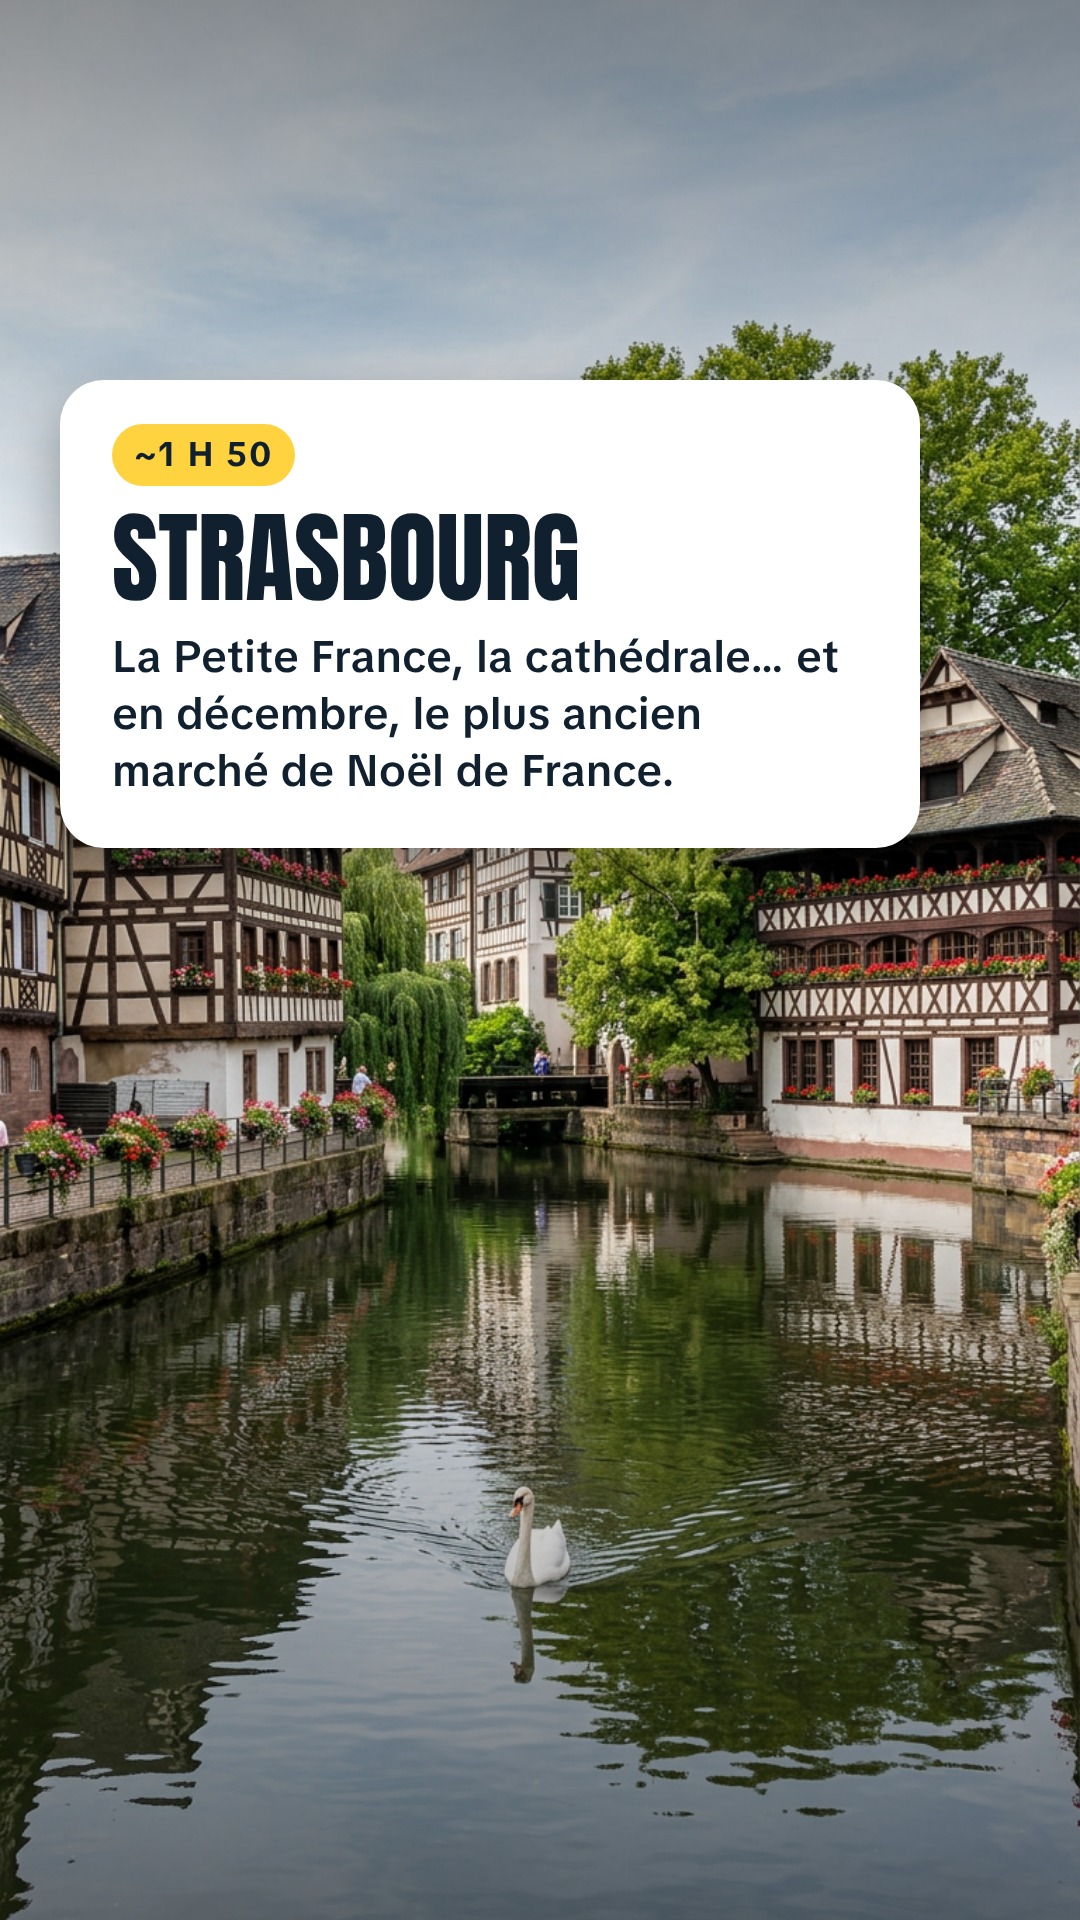 ~1 H 50
STRASBOURG
La Petite France, la cathédrale... et
en décembre, le plus ancien
marché de Noël de France.